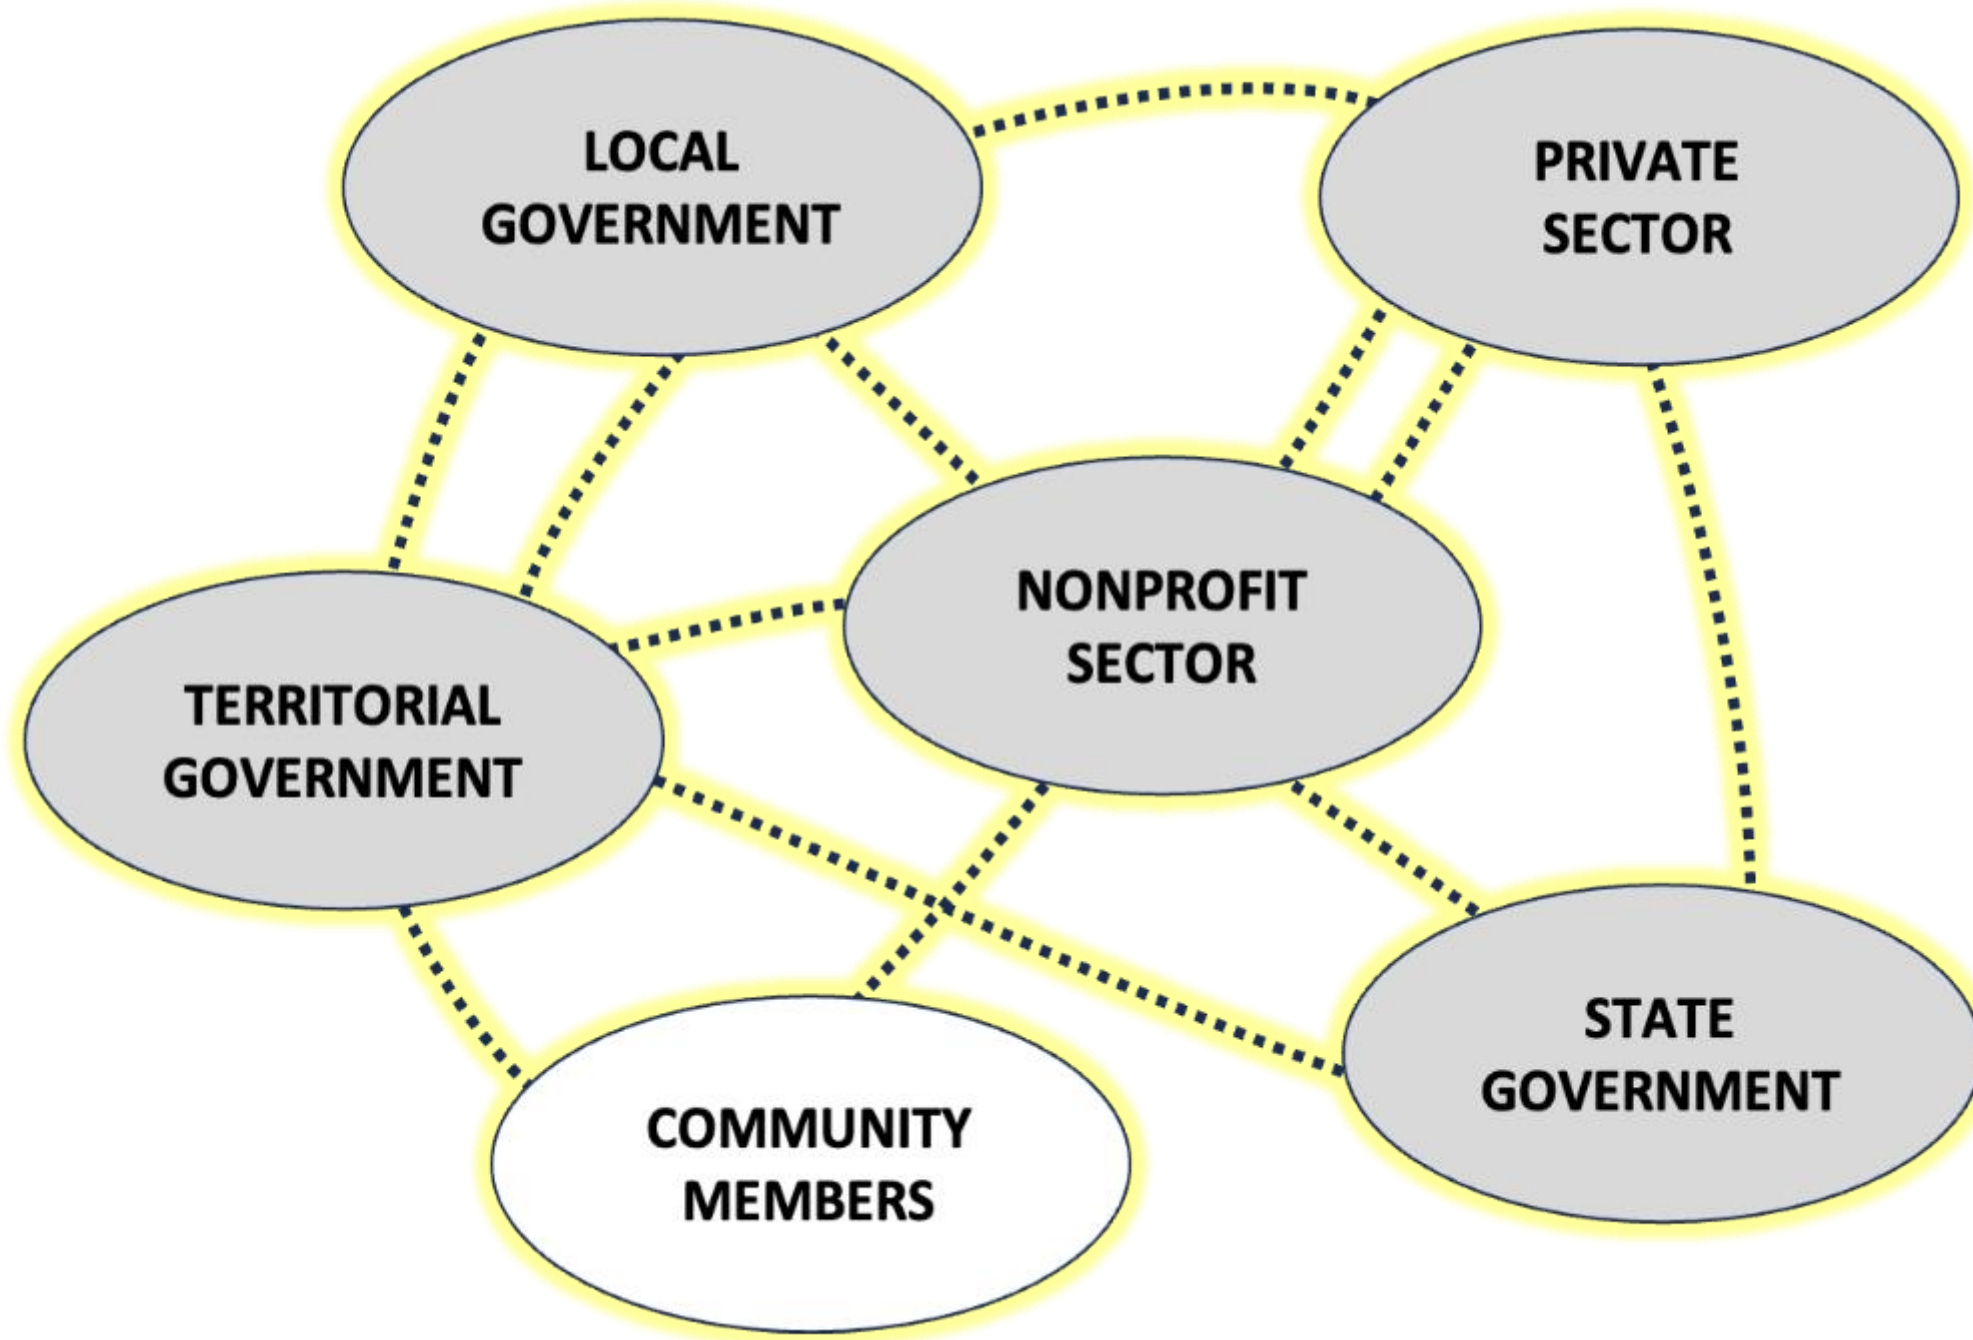 LOCAL
GOVERNMENT
PRIVATE
SECTOR
NONPROFIT
SECTOR
TERRITORIAL
GOVERNMENT
STATE
GOVERNMENT
COMMUNITY
MEMBERS